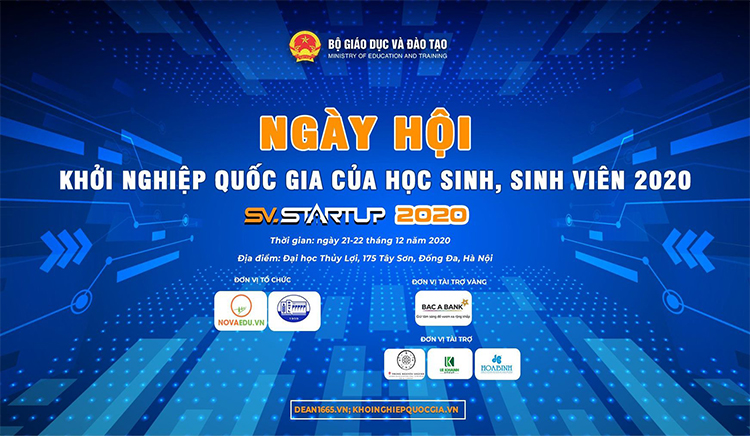 BỘ GIÁO DỤC VÀ ĐÀO TẠO
MINISTRY OF EDUCATION AND TRAINING
NGÀY HỘI
KHỞI NGHIỆP QUỐC GIA CỦA HỌC SINH, SINH VIÊN 2020
SV.STARTUP 2020
Thời gian: ngày 21-22 tháng 12 năm 2020
Địa điểm: Đại học Thủy Lợi, 175 Tây Sơn, Đống Đa, Hà Nội
ĐƠN VỊ TỔ CHỨC
NOVAEDU.VN
ĐƠN VỊ TÀI TRỢ VÀNG
BAC A BANK
ĐƠN VỊ TÀI TRỢ
LE KHANH
HOABINH
DEAN1665.VN; KHOINGHIEPQUOCGIA.VN